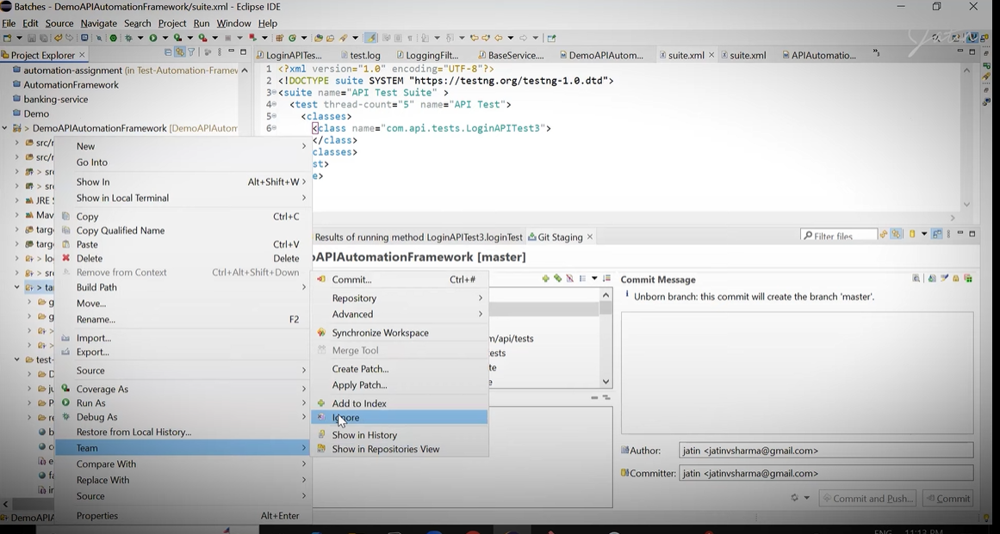 Batches - DemoAPIAutomationFramework/suite.xml - Eclipse IDE
File Edit Source Navigate Search Project Run Window Help
Project Explorer
LoginAPITes... test.log LoggingFilt... BaseService.... DemoAPIAutom... suite.xml suite.xml APIAutomatio...
automation-assignment (in Test-Automation-Framew
AutomationFramework
banking-service
Demo
> DemoAPIAutomationFramework [DemoAPIAutom
> src/r
> src/r
> sr
> sr
JRE S
Mav
targ
targ
> lo
> sr
> ta
test-
1 <?xml version="1.0" encoding="UTF-8"?>
2 <!DOCTYPE suite SYSTEM "https://testng.org/testng-1.0.dtd">
3 <suite name="API Test Suite" >
4 <test thread-count="5" name="API Test">
5 <classes>
6 <class name="com.api.tests.LoginAPITest3">
</class>
classes>
st>
e>
New
Go Into
Show In Alt+Shift+W
Show in Local Terminal
Copy Ctrl+C
Copy Qualified Name
Paste Ctrl+V
Delete Delete
Remove from Context Ctrl+Alt+Shift+Down
Build Path
Move...
Rename... F2
Import...
Export...
Source
Coverage As
Run As
Debug As
Restore from Local History...
Team
Compare With
Replace With
Source
Properties Alt+Enter
Commit... Ctrl+#
Repository
Advanced
Synchronize Workspace
Merge Tool
Create Patch...
Apply Patch...
Add to Index
Ignore
Show in History
Show in Repositories View
Results of running method LoginAPITest3.loginTest Git Staging
Filter files
oAPIAutomationFramework [master]
n/api/tests
ests
te
e
Commit Message
Unborn branch: this commit will create the branch 'master'.
Author: jatin <jatinvsharma@gmail.com>
Committer: jatin <jatinvsharma@gmail.com>
Commit and Push... Commit
DemoAPIA
ENG 11:13 PM